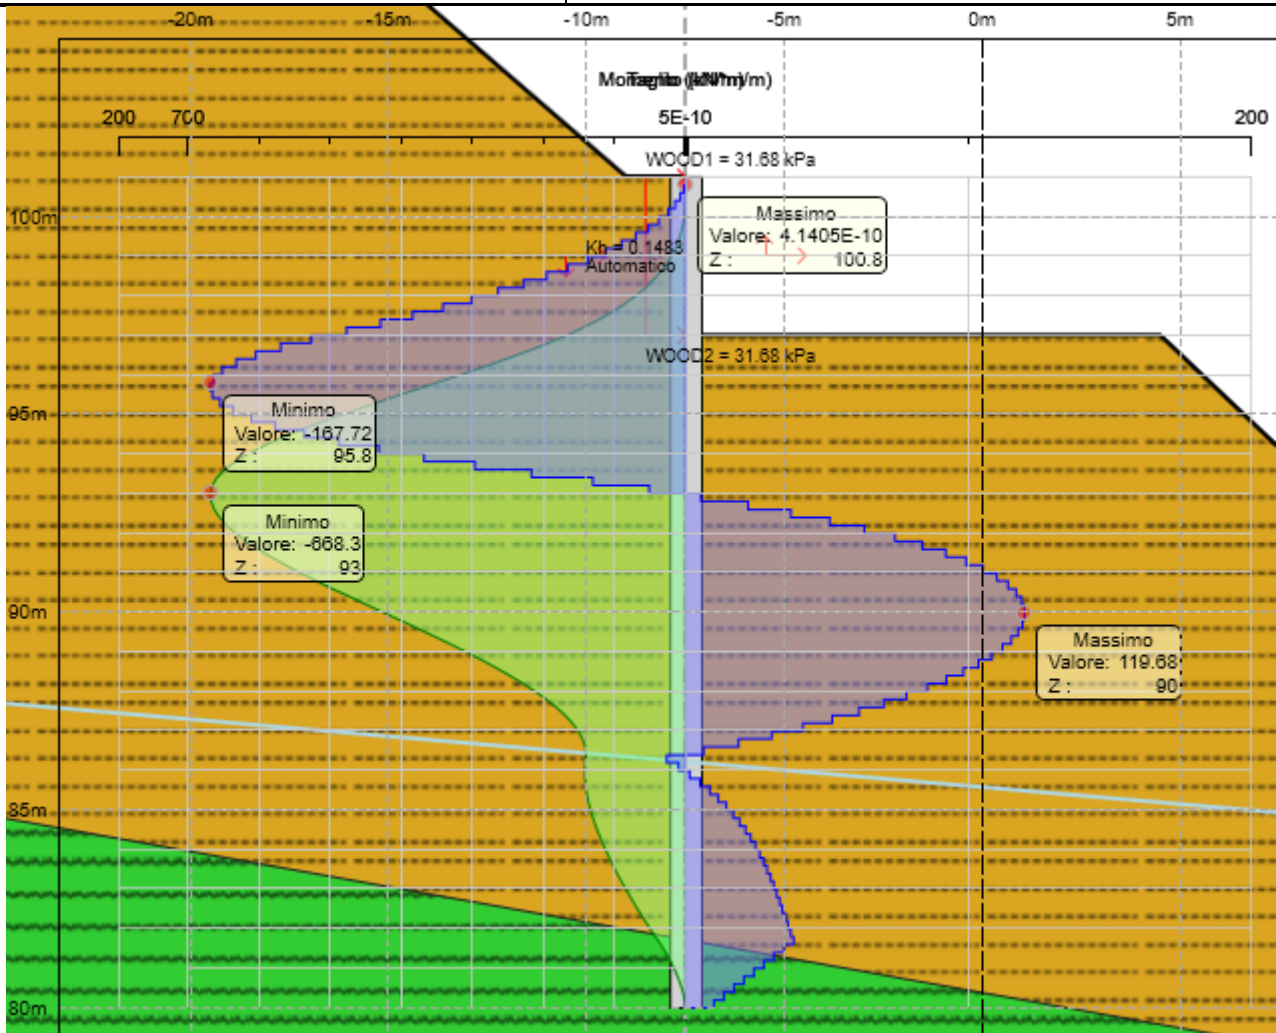 -20m -15m -10m -5m 0m 5m
200 700 5E-10 200
WOOD1 = 31.68 kPa
100m
Massimo
Valore: 4.1405E-10
Z : 100.8
Kh = 0.1483
Automatico
WOOD2 = 31.68 kPa
95m
Minimo
Valore: -167.72
Z : 95.8
Minimo
Valore: -668.3
Z : 93
90m
Massimo
Valore: 119.68
Z : 90
85m
80m